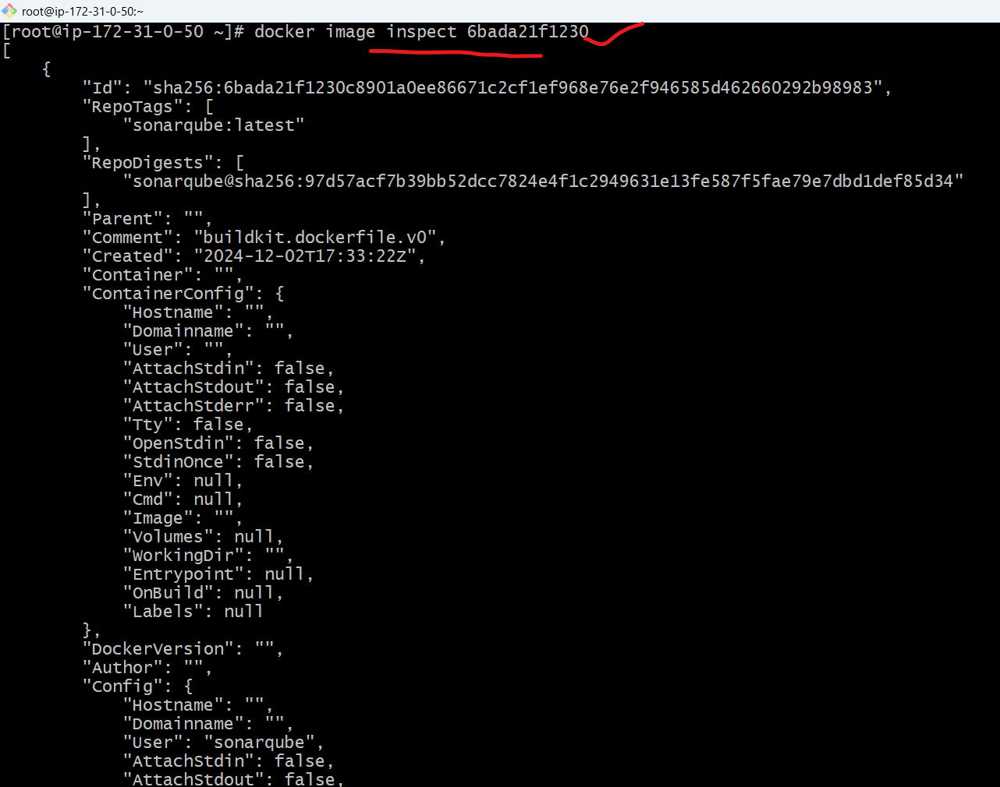 root@ip-172-31-0-50:~
[root@ip-172-31-0-50 ~]# docker image inspect 6bada21f1230
[
    {
        "Id": "sha256:6bada21f1230c8901a0ee86671c2cf1ef968e76e2f946585d462660292b98983",
        "RepoTags": [
            "sonarqube:latest"
        ],
        "RepoDigests": [
            "sonarqube@sha256:97d57acf7b39bb52dcc7824e4f1c2949631e13fe587f5fae79e7dbd1def85d34"
        ],
        "Parent": "",
        "Comment": "buildkit.dockerfile.v0",
        "Created": "2024-12-02T17:33:22Z",
        "Container": "",
        "ContainerConfig": {
            "Hostname": "",
            "Domainname": "",
            "User": "",
            "AttachStdin": false,
            "AttachStdout": false,
            "AttachStderr": false,
            "Tty": false,
            "OpenStdin": false,
            "StdinOnce": false,
            "Env": null,
            "Cmd": null,
            "Image": "",
            "Volumes": null,
            "WorkingDir": "",
            "Entrypoint": null,
            "OnBuild": null,
            "Labels": null
        },
        "DockerVersion": "",
        "Author": "",
        "Config": {
            "Hostname": "",
            "Domainname": "",
            "User": "sonarqube",
            "AttachStdin": false,
            "AttachStdout": false,